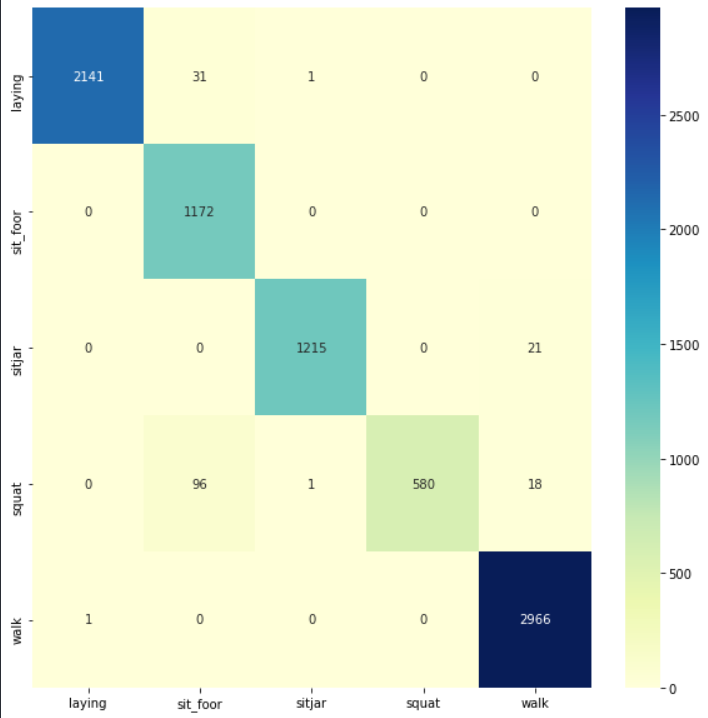 laying 2141 31 1 0 0
sit_foor 0 1172 0 0 0
sitjar 0 0 1215 0 21
squat 0 96 1 580 18
walk 1 0 0 0 2966
laying sit_foor sitjar squat walk
2500
2000
1500
1000
500
0